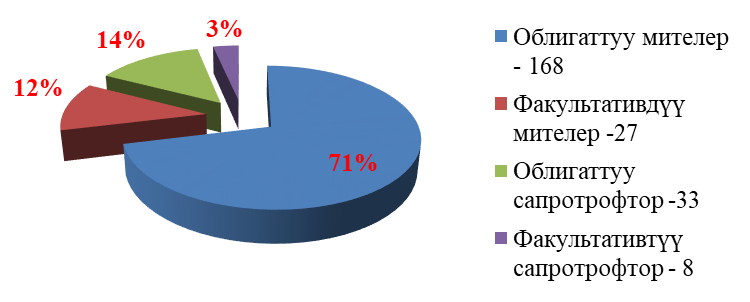 14%
3%
12%
71%
Облигаттуу мителер
- 168
Факультативдүү
мителер -27
Облигаттуу
сапротрофтор -33
Факультативтүү
сапротрофтор - 8